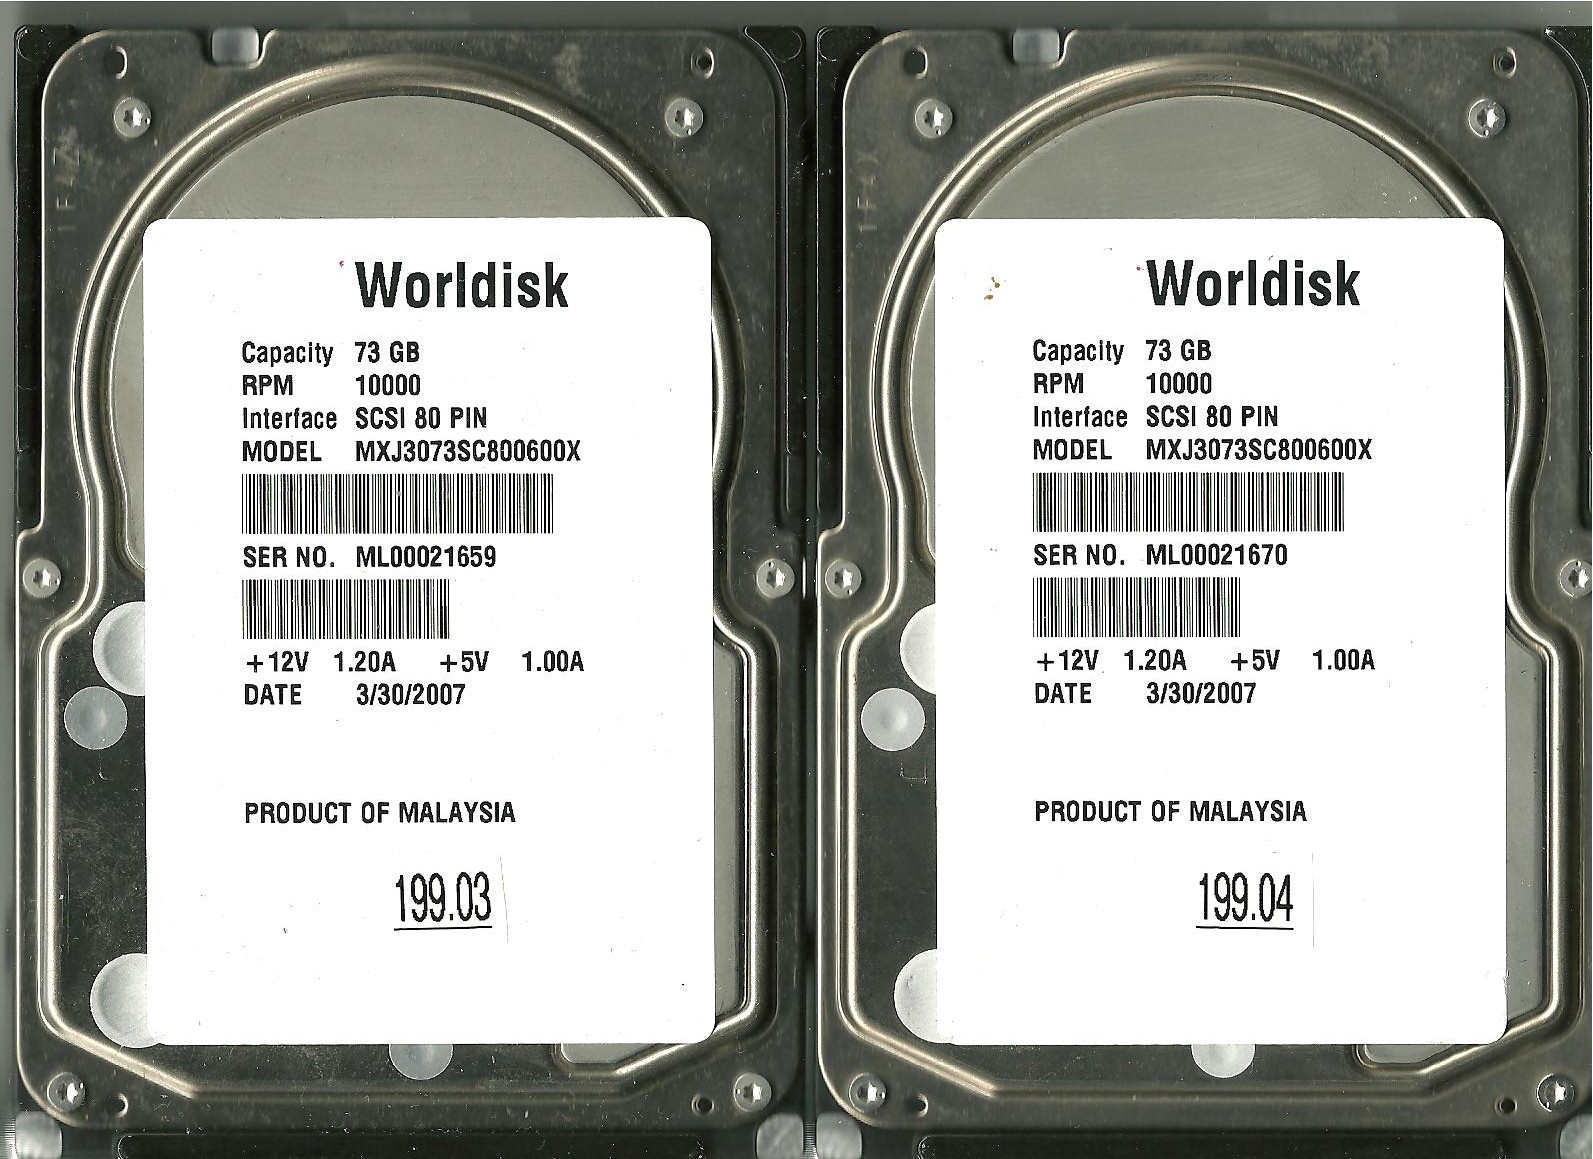 Worldisk
Capacity 73 GB
RPM 10000
Interface SCSI 80 PIN
MODEL MXJ3073SC800600X
SER NO. ML00021659
+12V 1.20A +5V 1.00A
DATE 3/30/2007
PRODUCT OF MALAYSIA
199.03
Worldisk
Capacity 73 GB
RPM 10000
Interface SCSI 80 PIN
MODEL MXJ3073SC800600X
SER NO. ML00021670
+12V 1.20A +5V 1.00A
DATE 3/30/2007
PRODUCT OF MALAYSIA
199.04